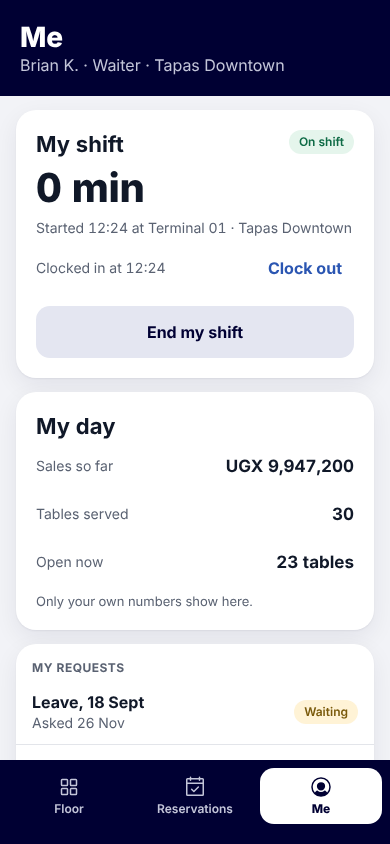 Me
Brian K. · Waiter · Tapas Downtown
My shift
On shift
0 min
Started 12:24 at Terminal 01 · Tapas Downtown
Clocked in at 12:24
Clock out
End my shift
My day
Sales so far
UGX 9,947,200
Tables served
30
Open now
23 tables
Only your own numbers show here.
MY REQUESTS
Leave, 18 Sept
Waiting
Asked 26 Nov
Floor
Reservations
Me